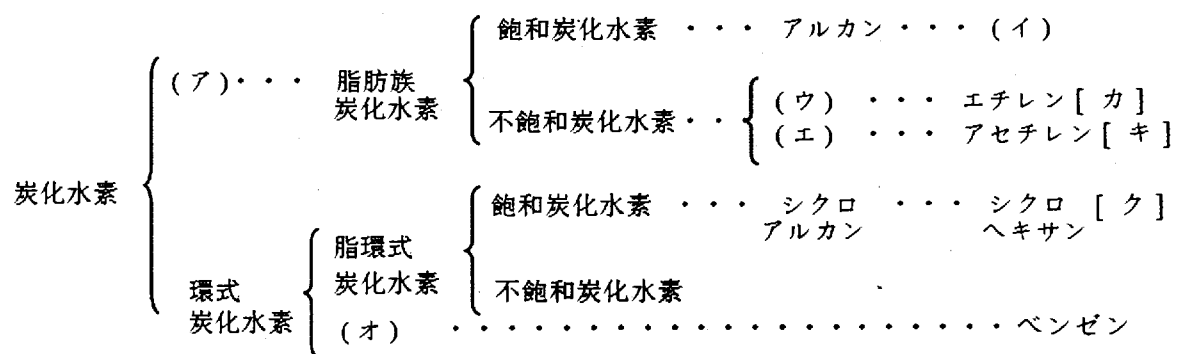 飽和炭化水素 ・・・ アルカン・・・ (イ)
(ア)・・・ 脂肪族
炭化水素
不飽和炭化水素・・ (ウ) ・・・ エチレン[ カ ]
(エ) ・・・ アセチレン[ キ ]
炭化水素
飽和炭化水素 ・・・ シクロ ・・・ シクロ [ ク ]
アルカン ヘキサン
脂環式
炭化水素
不飽和炭化水素
環式
炭化水素
(オ) ・・・・・・・・・・・・・・・・・・・・・ベンゼン